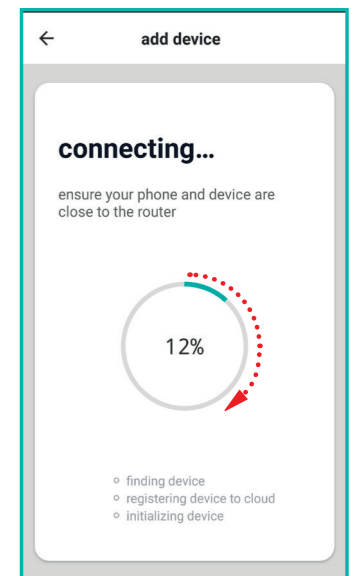 add device
connecting...
ensure your phone and device are
close to the router
12%
finding device
registering device to cloud
initializing device